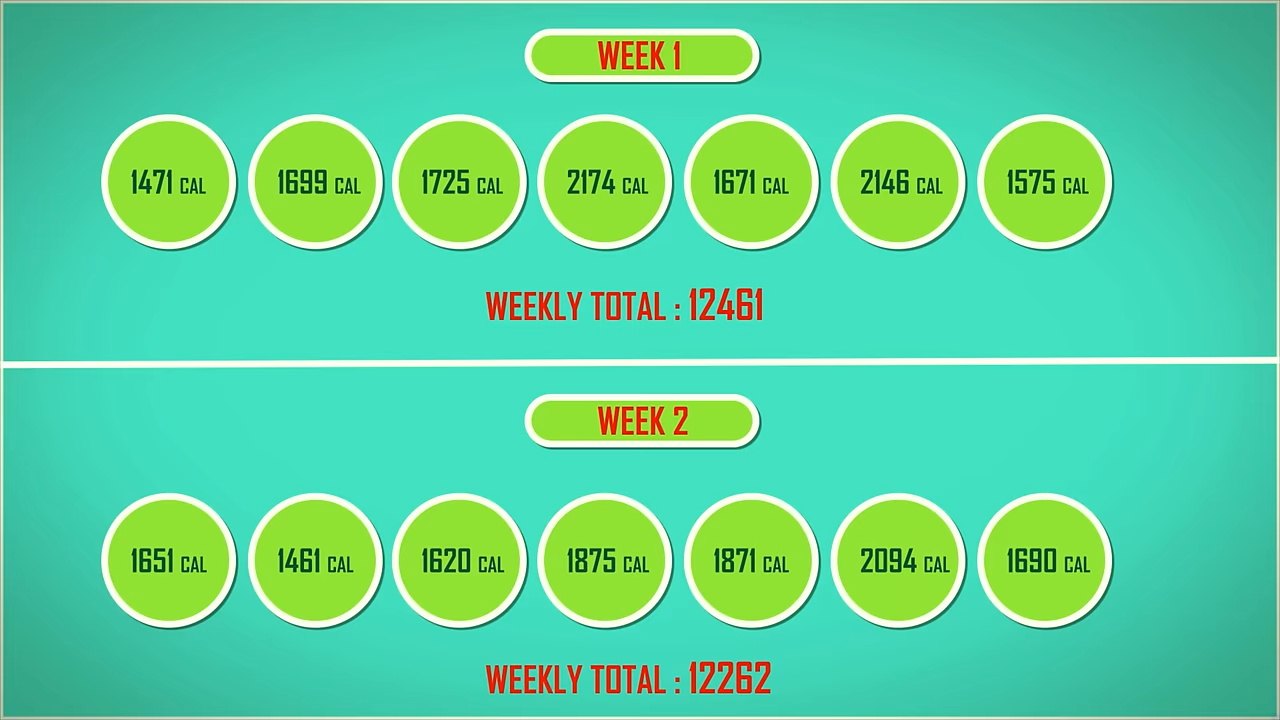 WEEK 1
1471 CAL 1699 CAL 1725 CAL 2174 CAL 1671 CAL 2146 CAL 1575 CAL
WEEKLY TOTAL : 12461
WEEK 2
1651 CAL 1461 CAL 1620 CAL 1875 CAL 1871 CAL 2094 CAL 1690 CAL
WEEKLY TOTAL : 12262